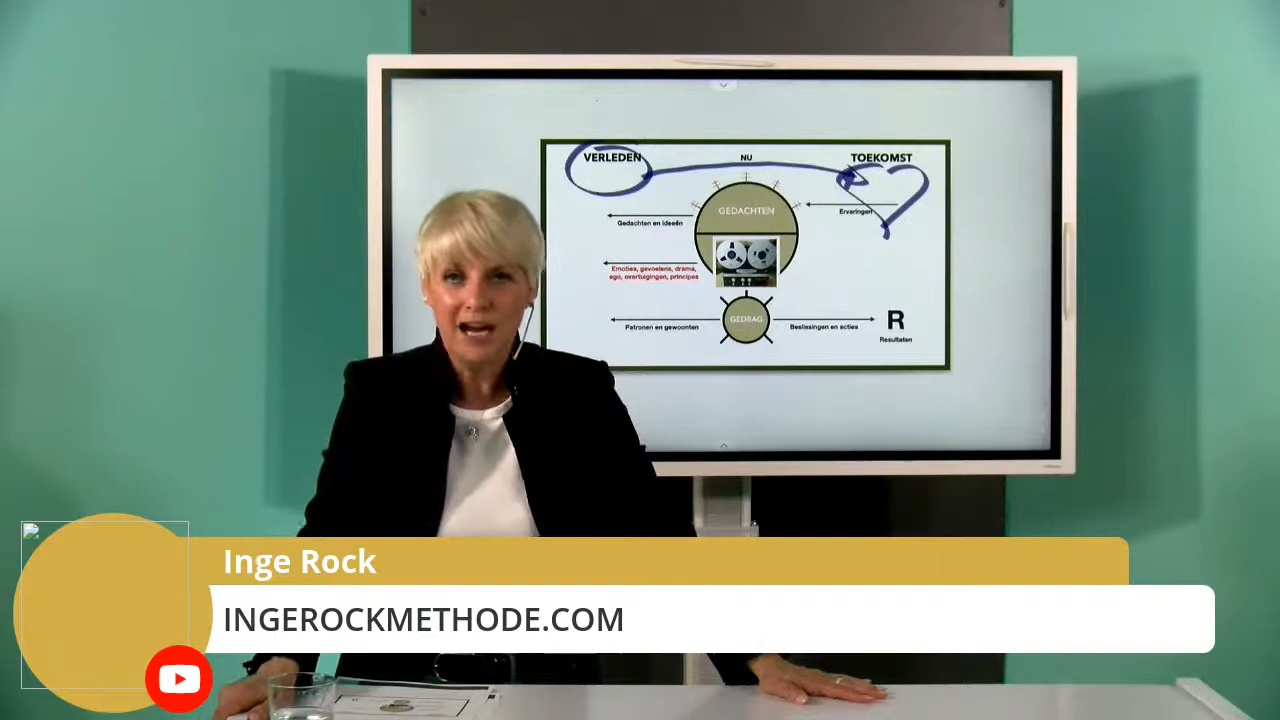 VERLEDEN
NU
TOEKOMST
GEDACHTEN
Gedachten en ideeën
Ervaringen
Emoties, gevoelens, drama,
ego, overtuigingen, principes
GEDRAG
Patronen en gewoonten
Beslissingen en acties
R
Resultaten
Inge Rock
INGEROCKMETHODE.COM